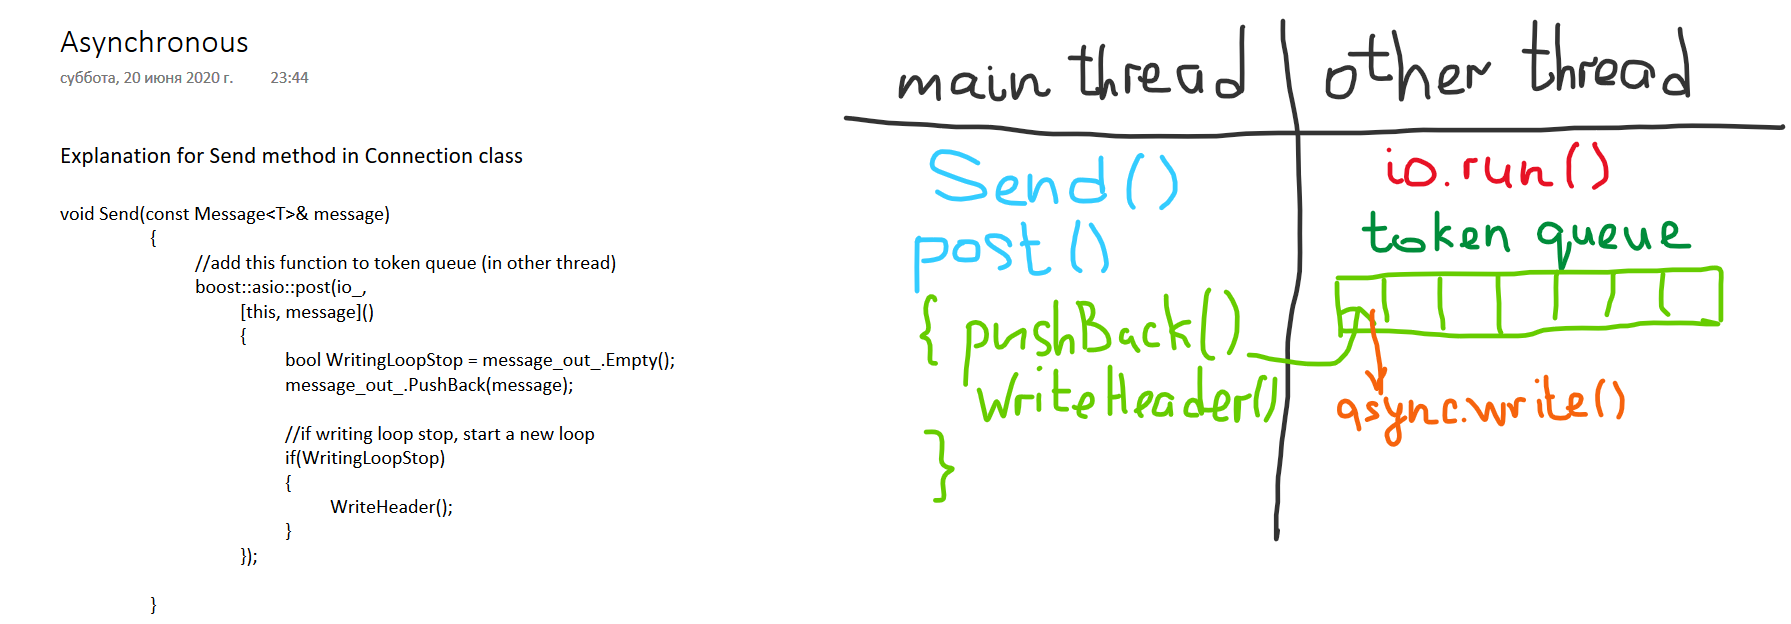 Asynchronous
суббота, 20 июня 2020 г. 23:44
Explanation for Send method in Connection class
void Send(const Message<T>& message)
{
//add this function to token queue (in other thread)
boost::asio::post(io_,
[this, message]()
{
bool WritingLoopStop = message_out_.Empty();
message_out_.PushBack(message);
//if writing loop stop, start a new loop
if(WritingLoopStop)
{
WriteHeader();
}
});
}
main thread
other thread
Send()
post()
{ pushBack()
WriteHeader()
}
io.run()
token queue
async.write()